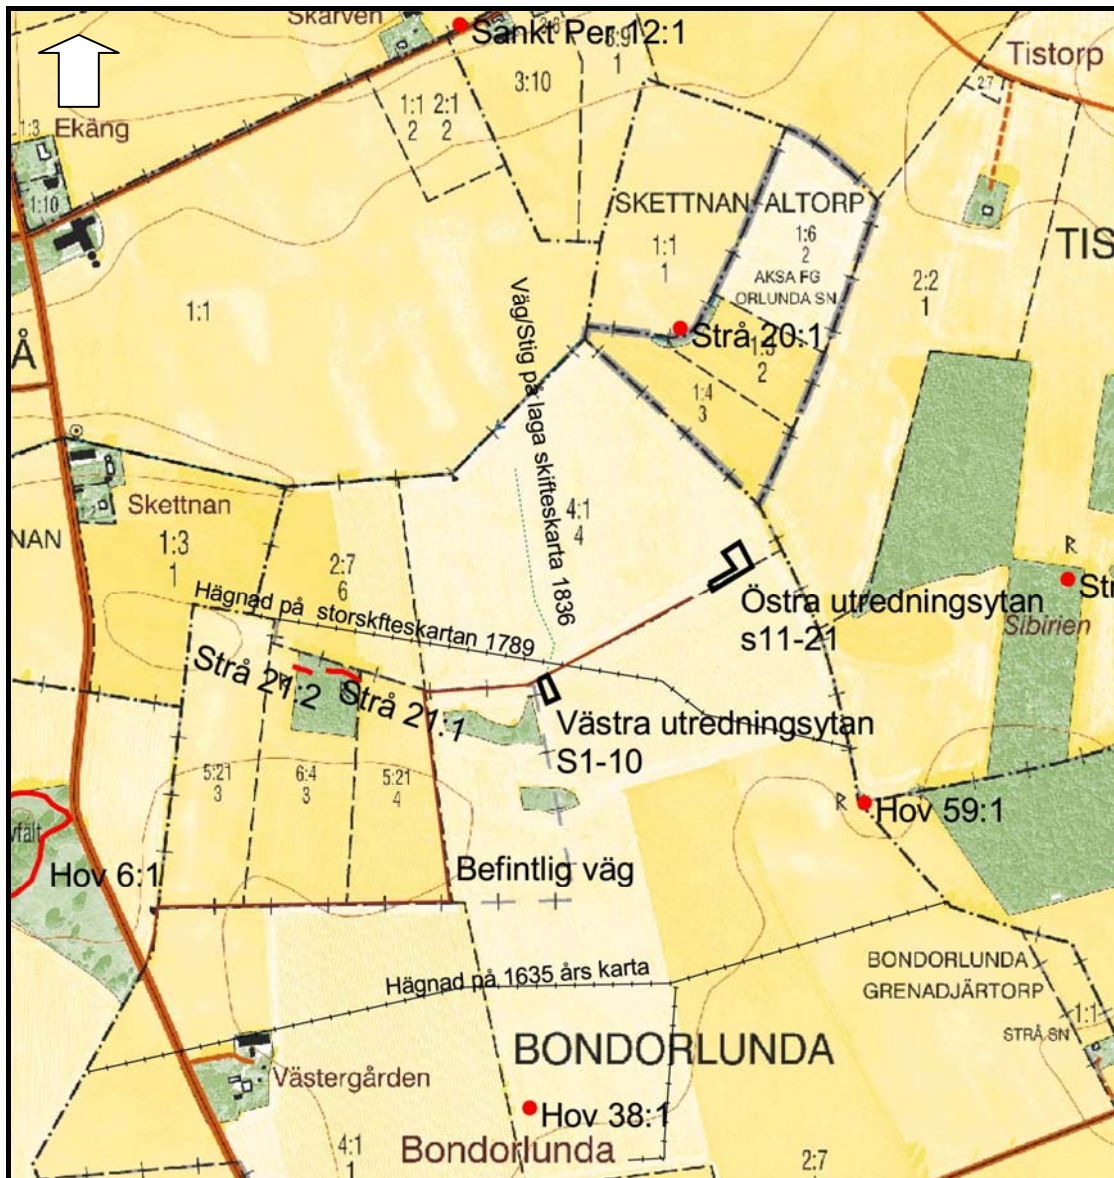 Skarven
Sankt Per 12:1
3:9
1
3:10
Tistorp
2:7
1:3
Ekäng
1:1 2:1
2 2
1:10
SKETTNAN ALTORP
1:1
1
1:6
2
AKSA FG
ORLUNDA SN
TIS
2:2
1
1:1
Å
Väg/Stig på laga skifteskarta 1836
Strå 20:1
2
1:4
3
Skettnan
NAN
1:3
1
2:7
6
4:1
4
R
Str
Sibirien
Östra utredningsytan
s11-21
Hägnad på storskfteskartan 1789
Strå 21:2
Strå 21:1
Västra utredningsytan
S1-10
5:21
3
6:4
3
5:21
4
R
Hov 59:1
Hov 6:1
Befintlig väg
Hägnad på 1635 års karta
BONDORLUNDA
GRENADJÄRTORP
1:1
STRÅ SN
BONDORLUNDA
Västergården
Hov 38:1
4:1
1
Bondorlunda
2:7